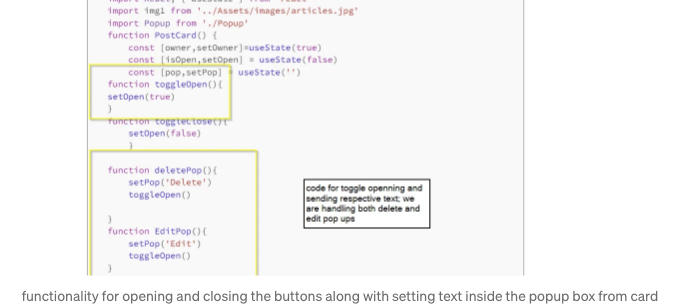 import React, { useState } from 'react'
import img1 from '../Assets/images/articles.jpg'
import Popup from './Popup'
function PostCard() {
const [owner,setOwner]=useState(true)
const [isOpen,setOpen] = useState(false)
const [pop,setPop] = useState('')
function toggleOpen(){
setOpen(true)
}
function toggleClose(){
setOpen(false)
}
function deletePop(){
setPop('Delete')
toggleOpen()
}
function EditPop(){
setPop('Edit')
toggleOpen()
}
code for toggle openning and
sending respective text; we
are handling both delete and
edit pop ups
functionality for opening and closing the buttons along with setting text inside the popup box from card